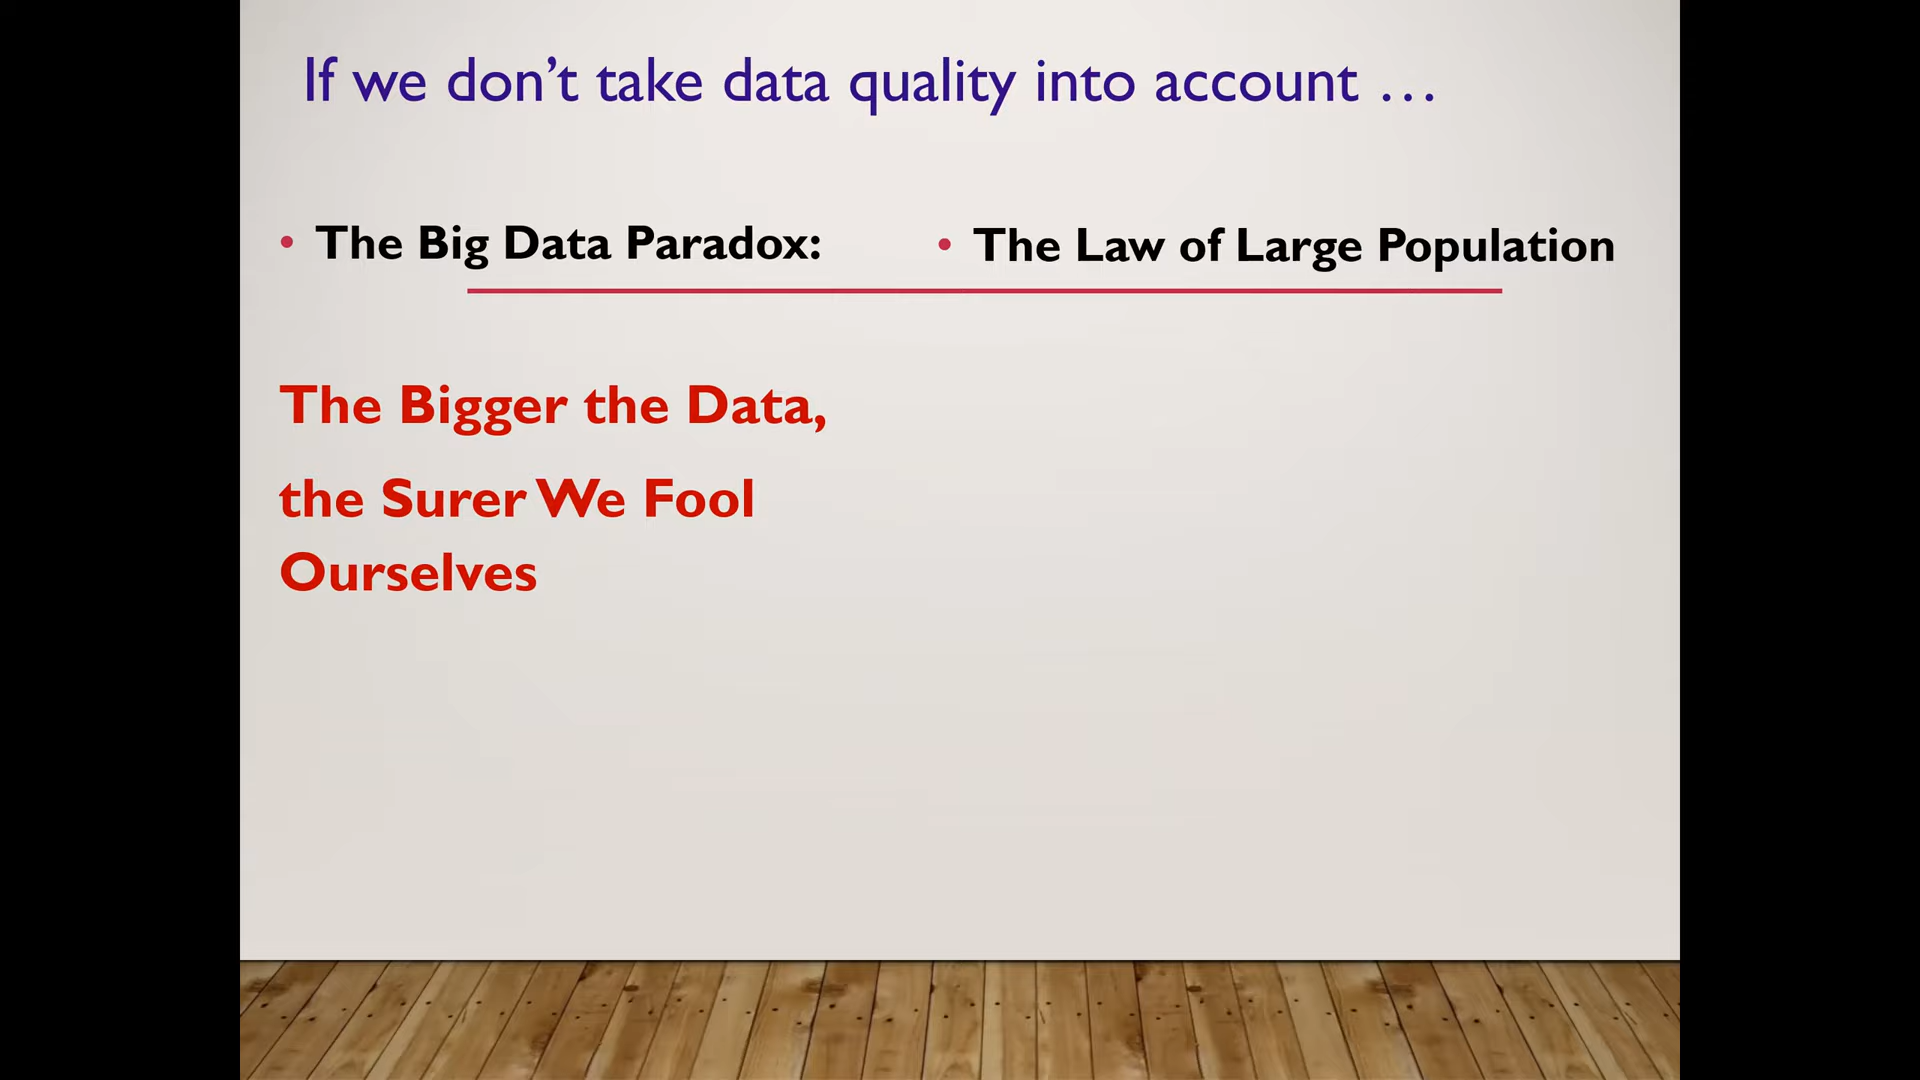 If we don’t take data quality into account …
• The Big Data Paradox:
• The Law of Large Population
The Bigger the Data,
the Surer We Fool
Ourselves